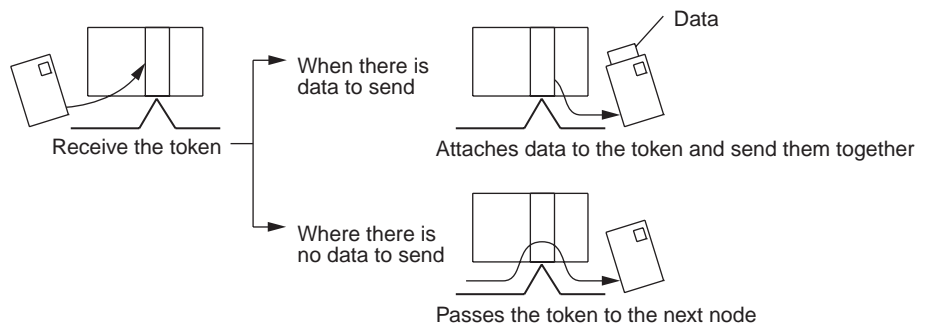 Data
When there is
data to send
Receive the token
Attaches data to the token and send them together
Where there is
no data to send
Passes the token to the next node